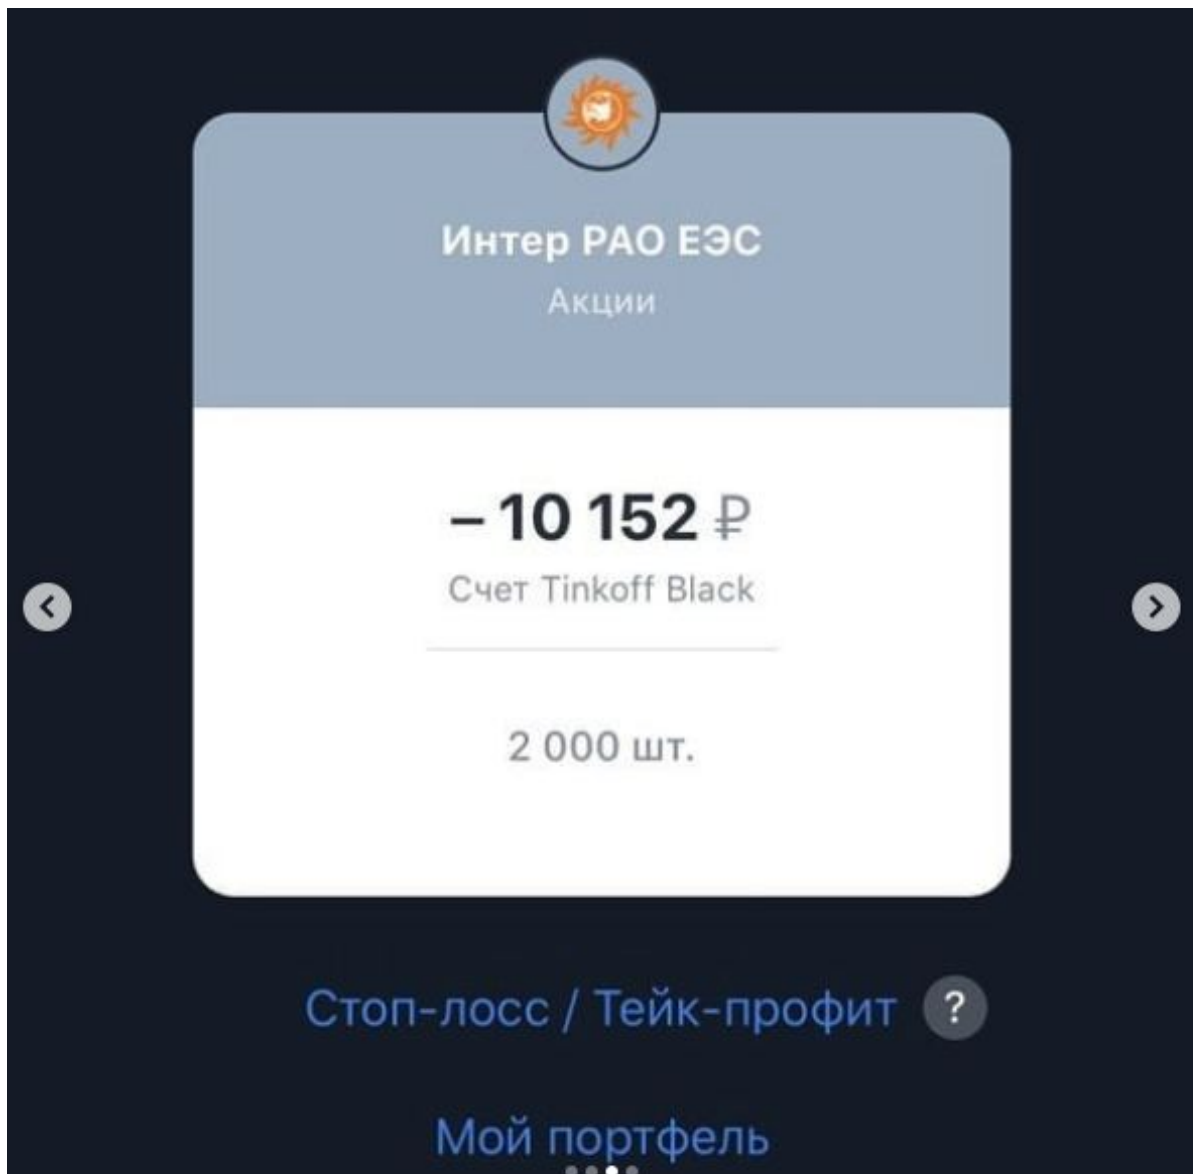 Интер РАО ЕЭС
Акции
– 10 152 ₽
Счет Tinkoff Black
2 000 шт.
Стоп-лосс / Тейк-профит ?
Мой портфель